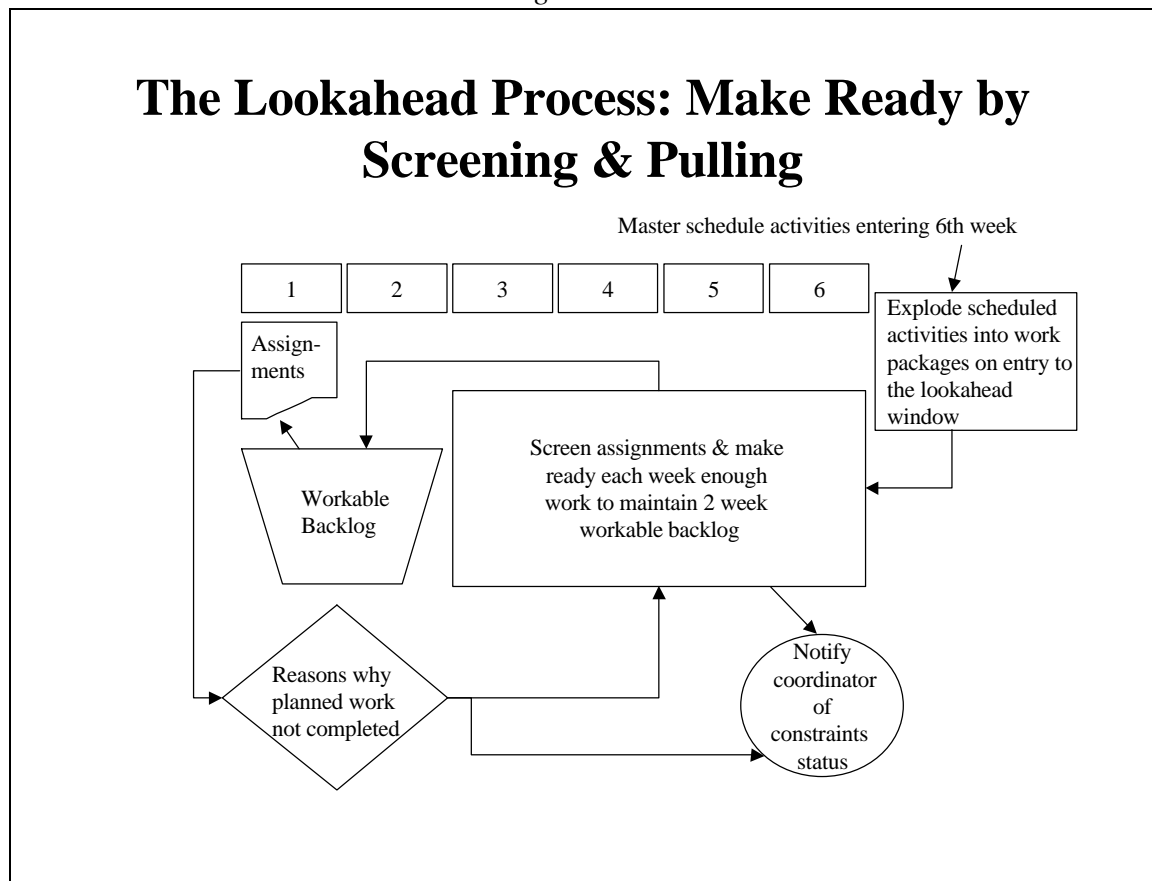 The Lookahead Process: Make Ready by
Screening & Pulling
Master schedule activities entering 6th week
1 2 3 4 5 6
Explode scheduled
activities into work
packages on entry to
the lookahead
window
Assign-
ments
Screen assignments & make
ready each week enough
work to maintain 2 week
workable backlog
Workable
Backlog
Reasons why
planned work
not completed
Notify
coordinator
of
constraints
status